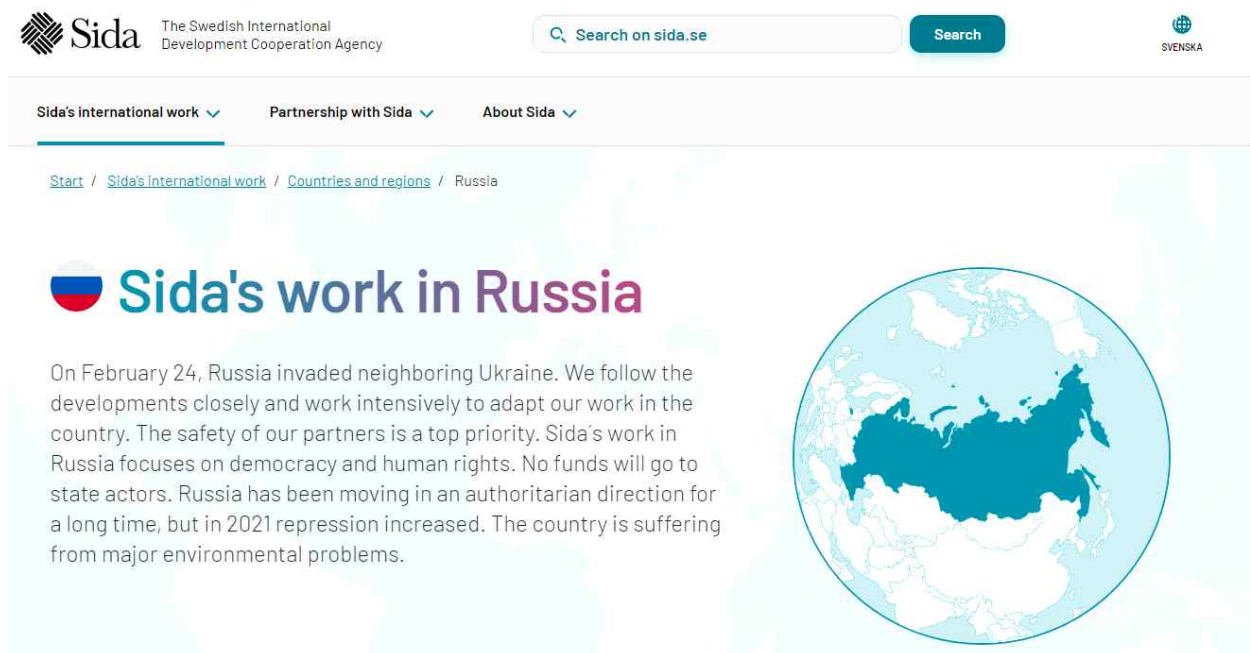 Sida
The Swedish International
Development Cooperation Agency
Search on sida.se
Search
SVENSKA
Sida's international work
Partnership with Sida
About Sida
Start / Sida's international work / Countries and regions / Russia
Sida's work in Russia
On February 24, Russia invaded neighboring Ukraine. We follow the
developments closely and work intensively to adapt our work in the
country. The safety of our partners is a top priority. Sida´s work in
Russia focuses on democracy and human rights. No funds will go to
state actors. Russia has been moving in an authoritarian direction for
a long time, but in 2021 repression increased. The country is suffering
from major environmental problems.